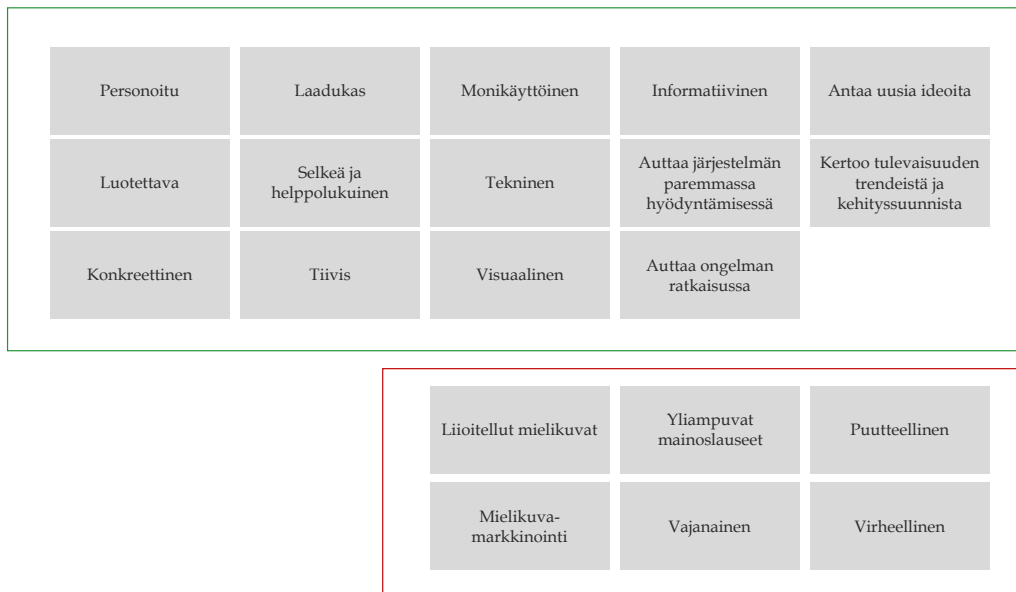 Personoitu
Laadukas
Monikäyttöinen
Informatiivinen
Antaa uusia ideoita
Luotettava
Selkeä ja
helppolukuinen
Tekninen
Auttaa järjestelmän
paremmassa
hyödyntämisessä
Kertoo tulevaisuuden
trendeistä ja
kehityssuunnista
Konkreettinen
Tiivis
Visuaalinen
Auttaa ongelman
ratkaisussa
Liioitellut mielikuvat
Yliampuvat
mainoslauseet
Puutteellinen
Mielikuva-
markkinointi
Vajanainen
Virheellinen